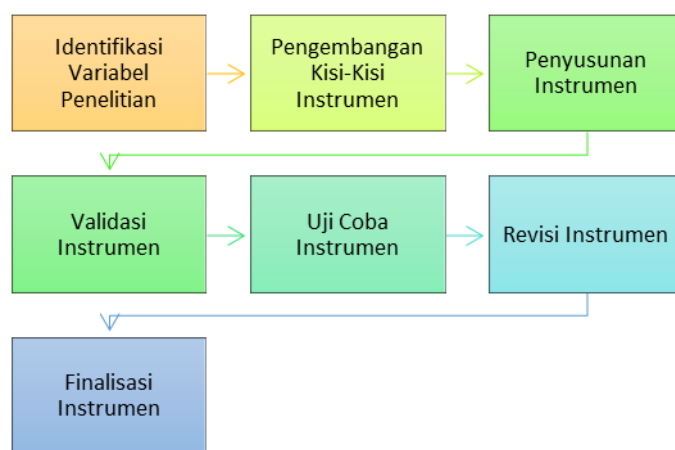 Identifikasi
Variabel
Penelitian
Pengembangan
Kisi-Kisi
Instrumen
Penyusunan
Instrumen
Validasi
Instrumen
Uji Coba
Instrumen
Revisi Instrumen
Finalisasi
Instrumen